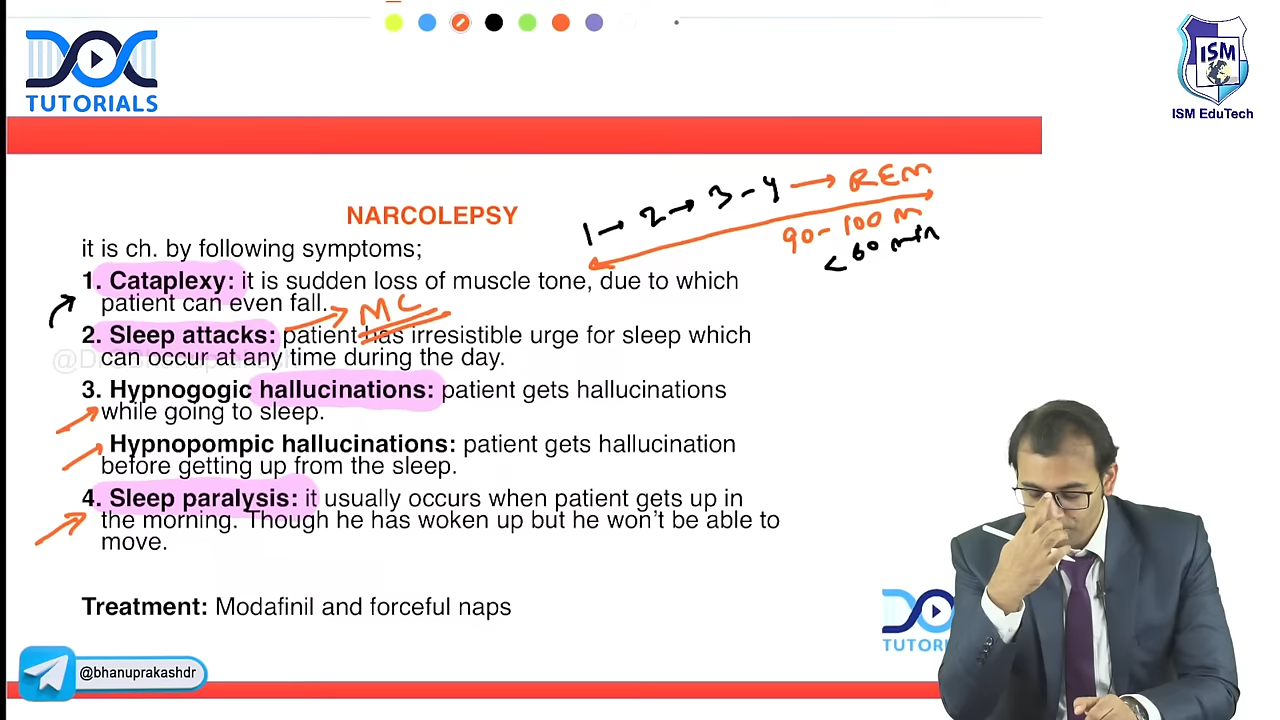 DOC
TUTORIALS
ISM
ISM EduTech
1 → 2 → 3 - 4 → REM
90 - 100 m
< 60 min
NARCOLEPSY
it is ch. by following symptoms;
1. Cataplexy: it is sudden loss of muscle tone, due to which
patient can even fall.
MC
2. Sleep attacks: patient has irresistible urge for sleep which
can occur at any time during the day.
3. Hypnogogic hallucinations: patient gets hallucinations
while going to sleep.
Hypnopompic hallucinations: patient gets hallucination
before getting up from the sleep.
4. Sleep paralysis: it usually occurs when patient gets up in
the morning. Though he has woken up but he won't be able to
move.
Treatment: Modafinil and forceful naps
TUTORI
@bhanuprakashdr